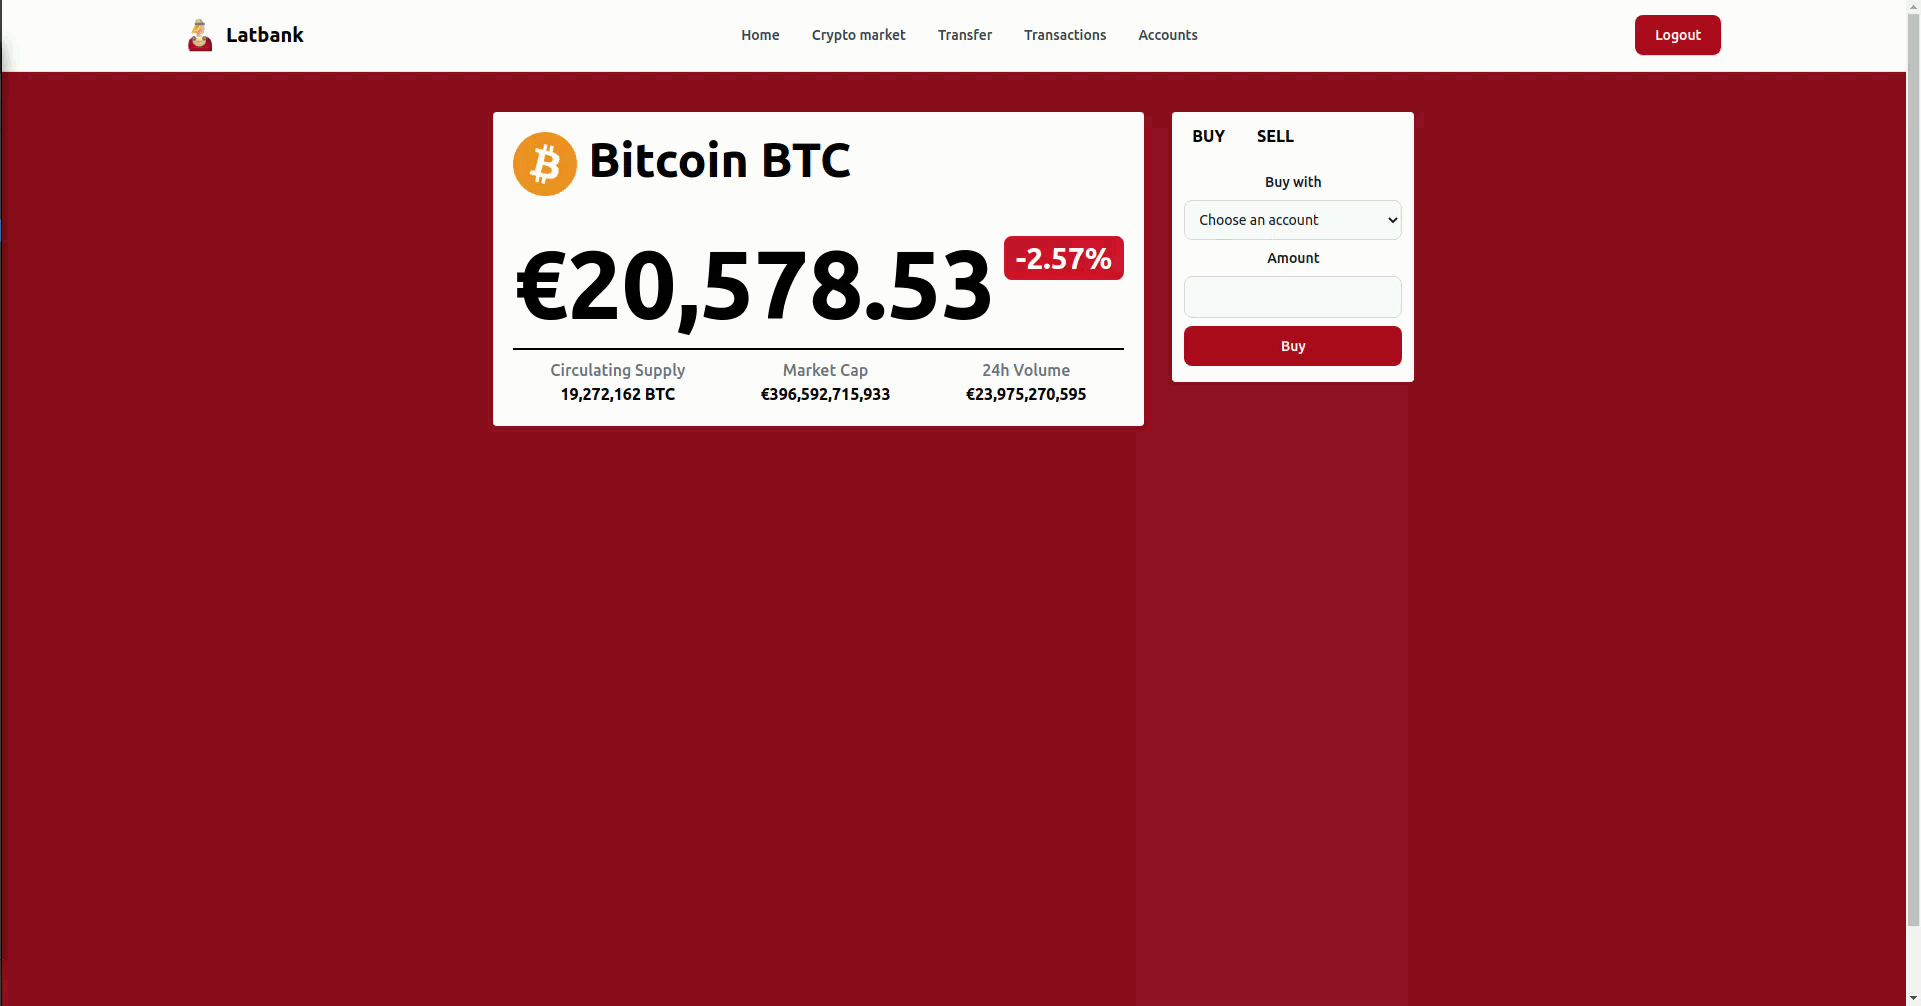 Latbank
Home Crypto market Transfer Transactions Accounts
Logout
Bitcoin BTC
€20,578.53
-2.57%
Circulating Supply Market Cap 24h Volume
19,272,162 BTC €396,592,715,933 €23,975,270,595
BUY SELL
Buy with
Choose an account
Amount
Buy